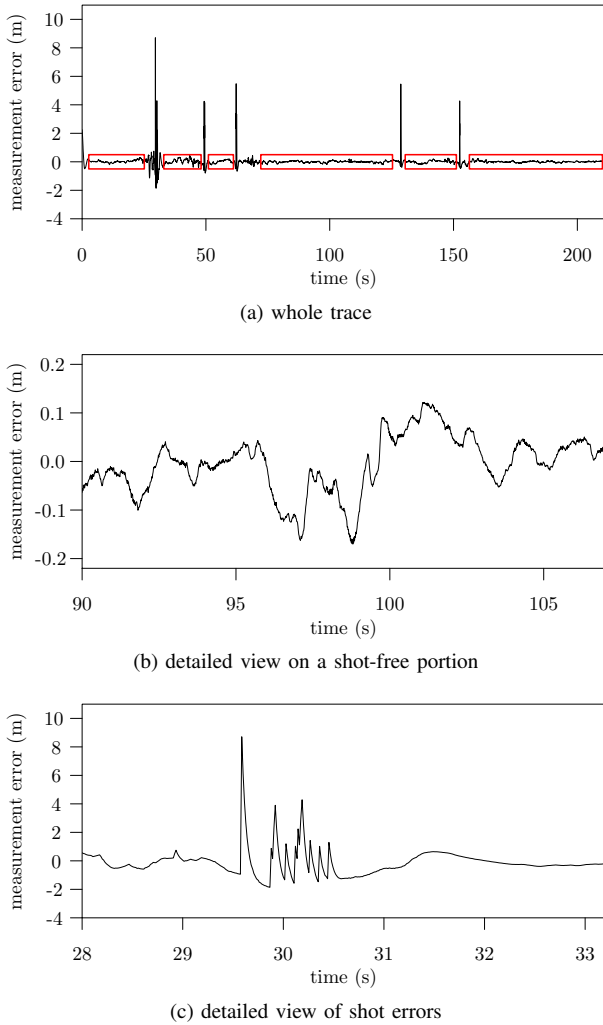 measurement error (m)
10
8
6
4
2
0
-2
-4
0 50 100 150 200
time (s)
(a) whole trace
measurement error (m)
0.2
0.1
0.0
-0.1
-0.2
90 95 100 105
time (s)
(b) detailed view on a shot-free portion
measurement error (m)
10
8
6
4
2
0
-2
-4
28 29 30 31 32 33
time (s)
(c) detailed view of shot errors